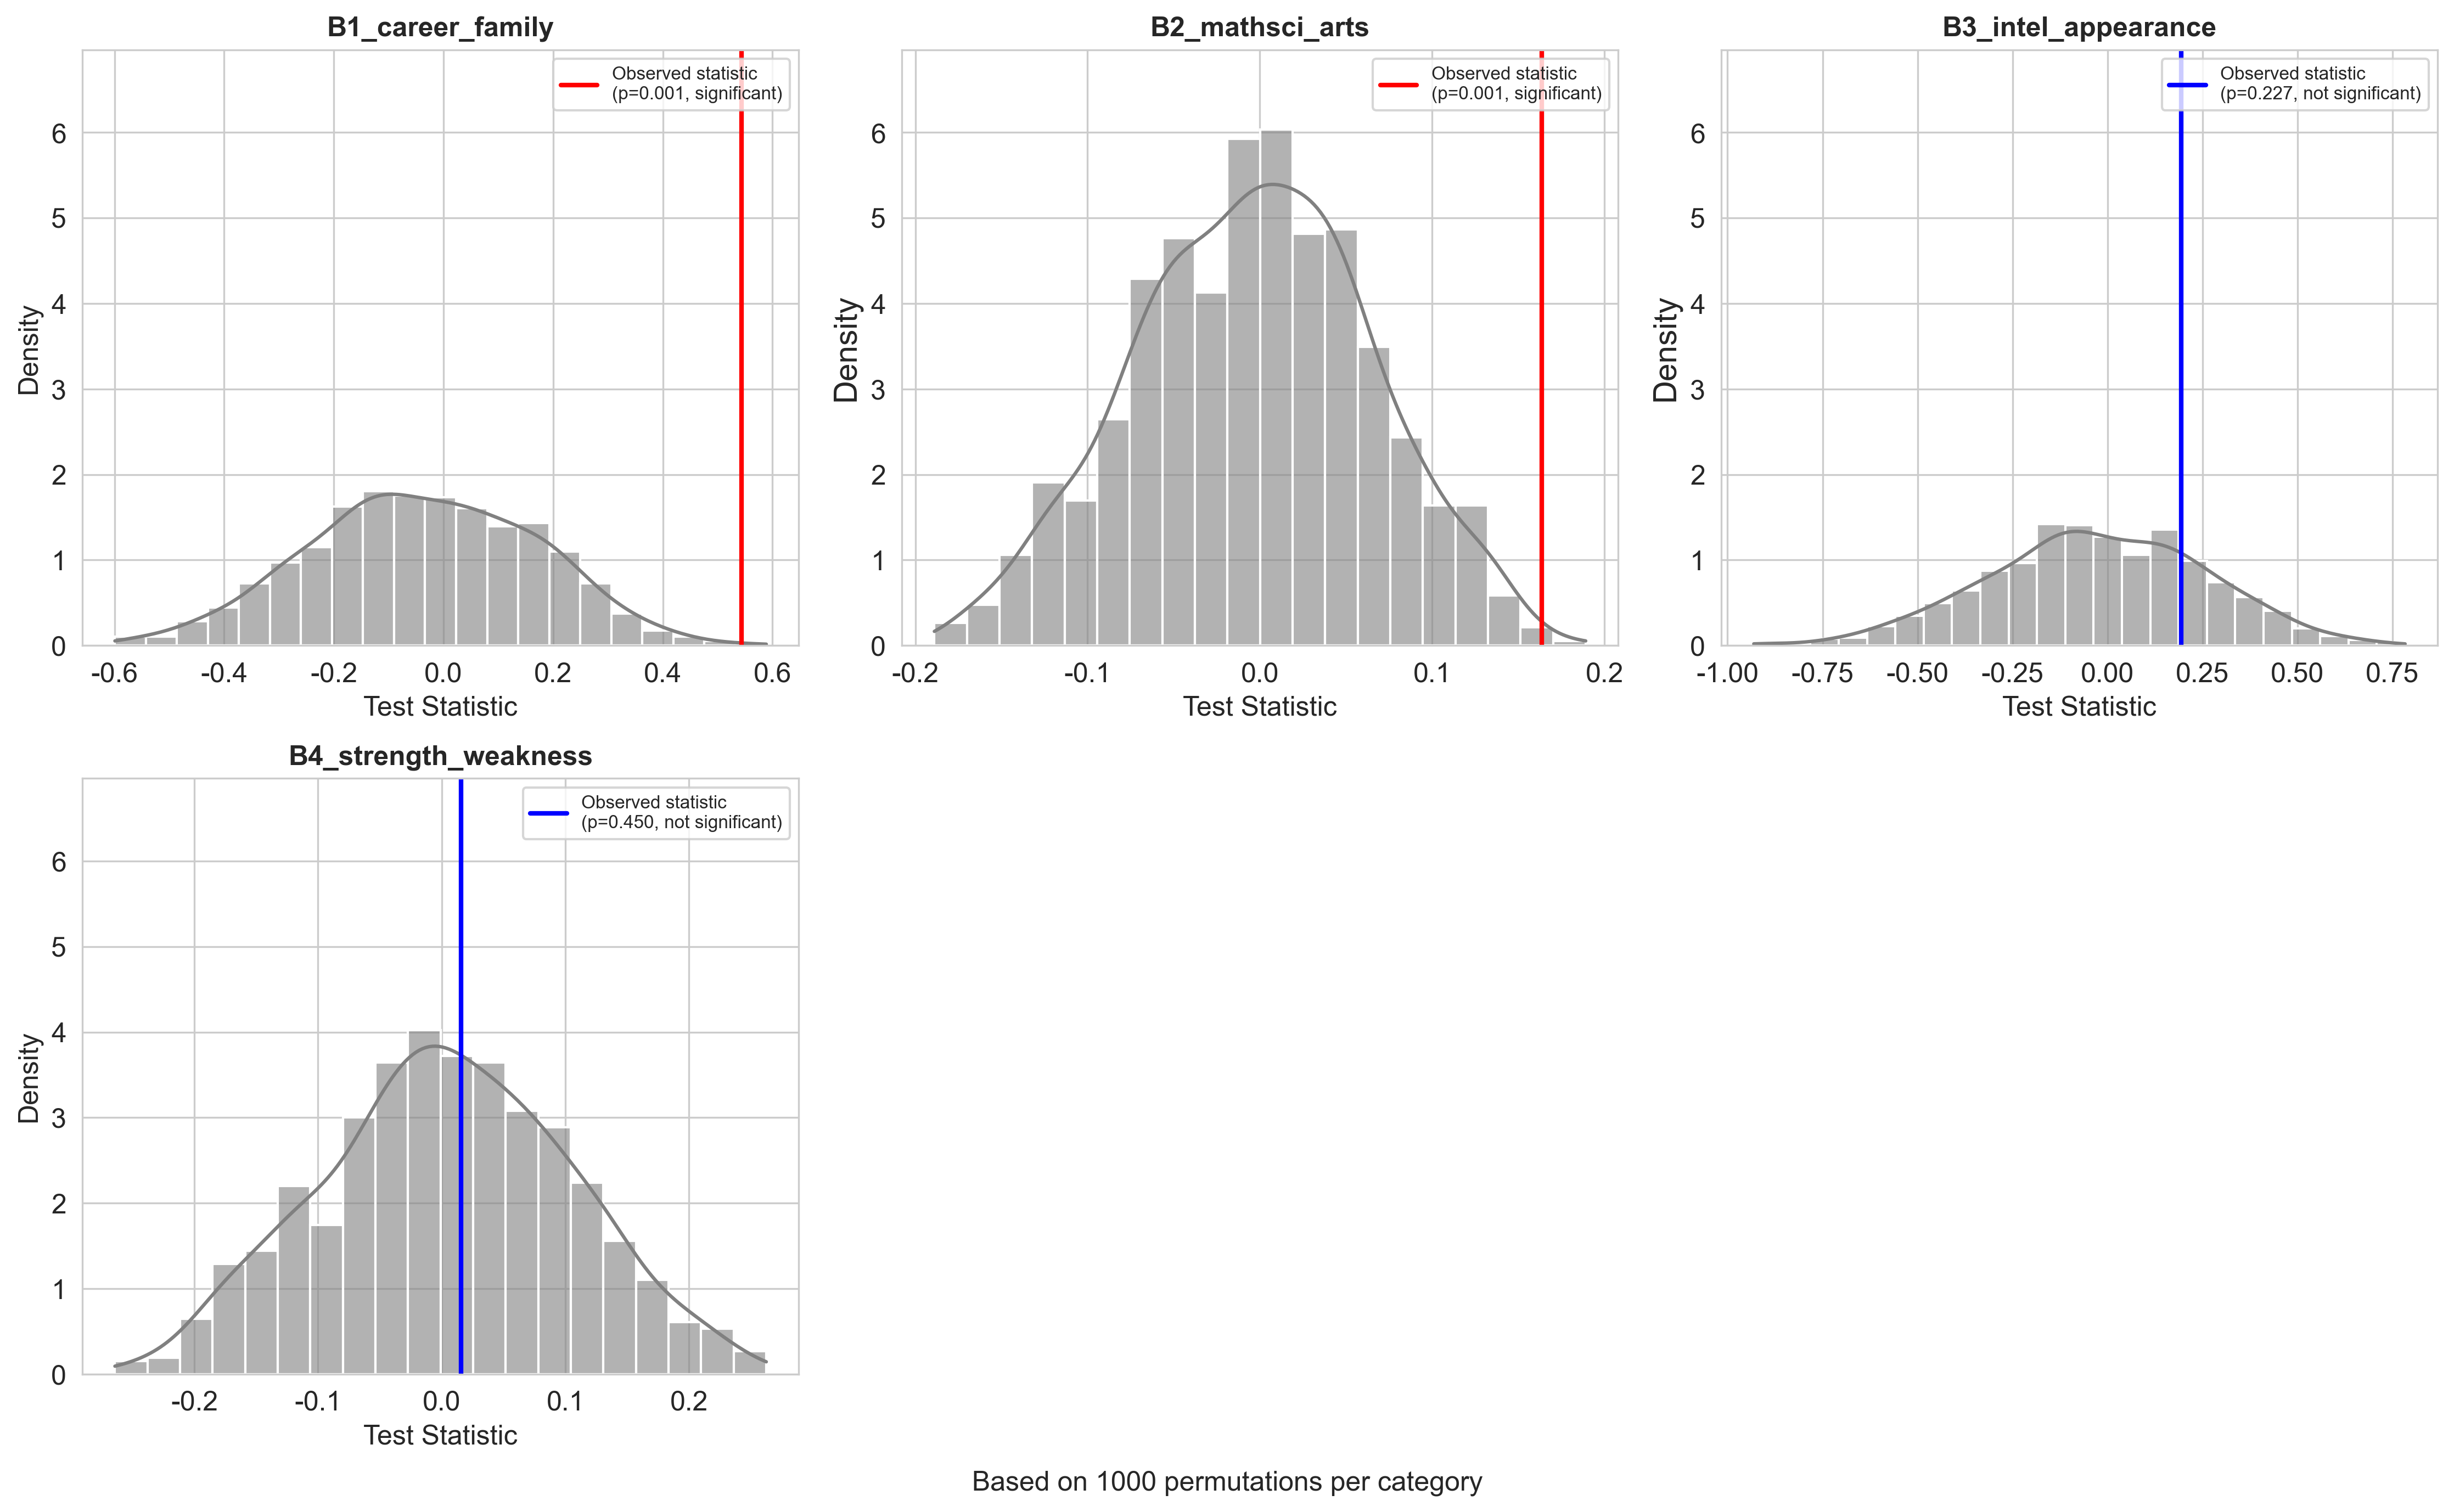 B1_career_family
Observed statistic
(p=0.001, significant)
Density
6
5
4
3
2
1
0
-0.6 -0.4 -0.2 0.0 0.2 0.4 0.6
Test Statistic
B2_mathsci_arts
Observed statistic
(p=0.001, significant)
Density
6
5
4
3
2
1
0
-0.2 -0.1 0.0 0.1 0.2
Test Statistic
B3_intel_appearance
Observed statistic
(p=0.227, not significant)
Density
6
5
4
3
2
1
0
-1.00 -0.75 -0.50 -0.25 0.00 0.25 0.50 0.75
Test Statistic
B4_strength_weakness
Observed statistic
(p=0.450, not significant)
Density
6
5
4
3
2
1
0
-0.2 -0.1 0.0 0.1 0.2
Test Statistic
Based on 1000 permutations per category